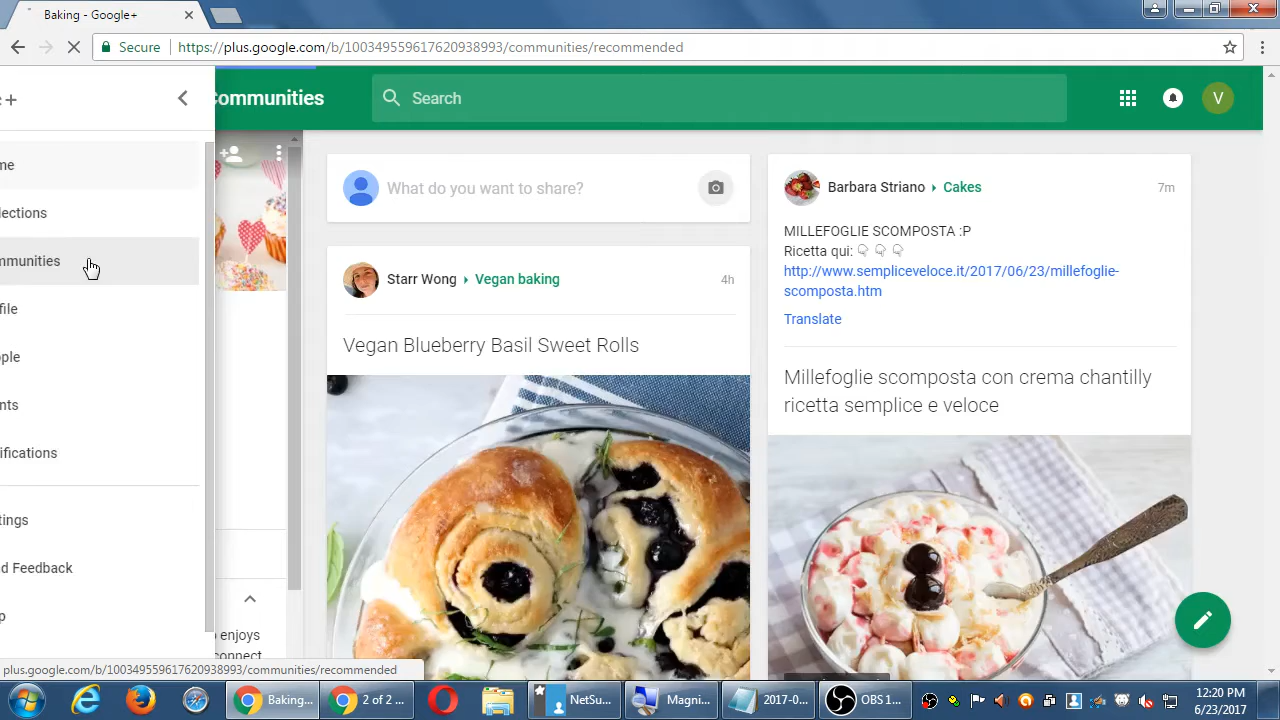 Baking - Google+
Secure
https://plus.google.com/b/100349559617620938993/communities/recommended
+
Communities
Search
V
me
lections
mmunities
file
ople
nts
ifications
tings
d Feedback
p
enjoys
connect
What do you want to share?
Starr Wong
Vegan baking
4h
Vegan Blueberry Basil Sweet Rolls
Barbara Striano
Cakes
7m
MILLEFOGLIE SCOMPOSTA :P
Ricetta qui:
http://www.sempliceveloce.it/2017/06/23/millefoglie-
scomposta.htm
Translate
Millefoglie scomposta con crema chantilly
ricetta semplice e veloce
plus.google.com/b/100349559617620938993/communities/recommended
Baking...
2 of 2 ...
NetSu...
Magni...
2017-0...
OBS 1...
12:20 PM
6/23/2017